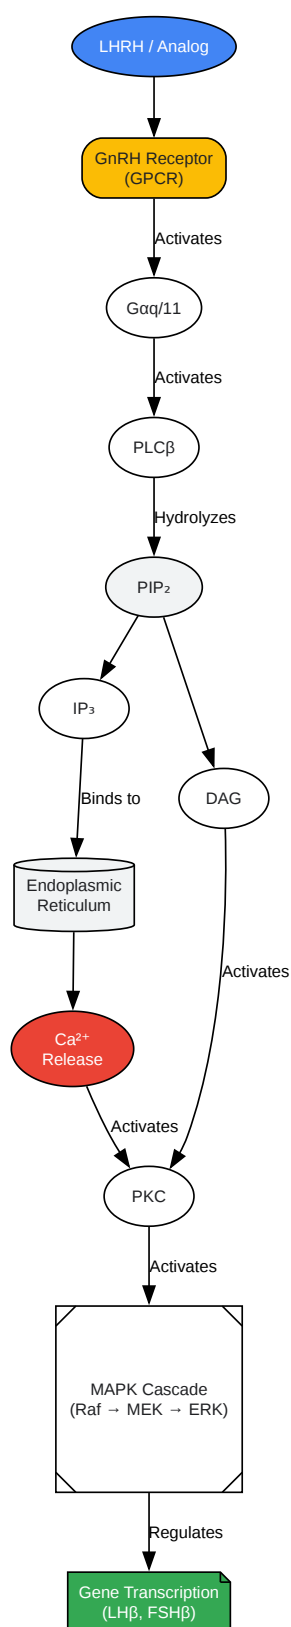 LHRH / Analog
GnRH Receptor
(GPCR)
Activates
Gαq/11
Activates
PLCβ
Hydrolyzes
PIP₂
IP₃
Binds to
DAG
Endoplasmic
Reticulum
Activates
Ca²⁺
Release
Activates
PKC
Activates
MAPK Cascade
(Raf → MEK → ERK)
Regulates
Gene Transcription
(LHβ, FSHβ)